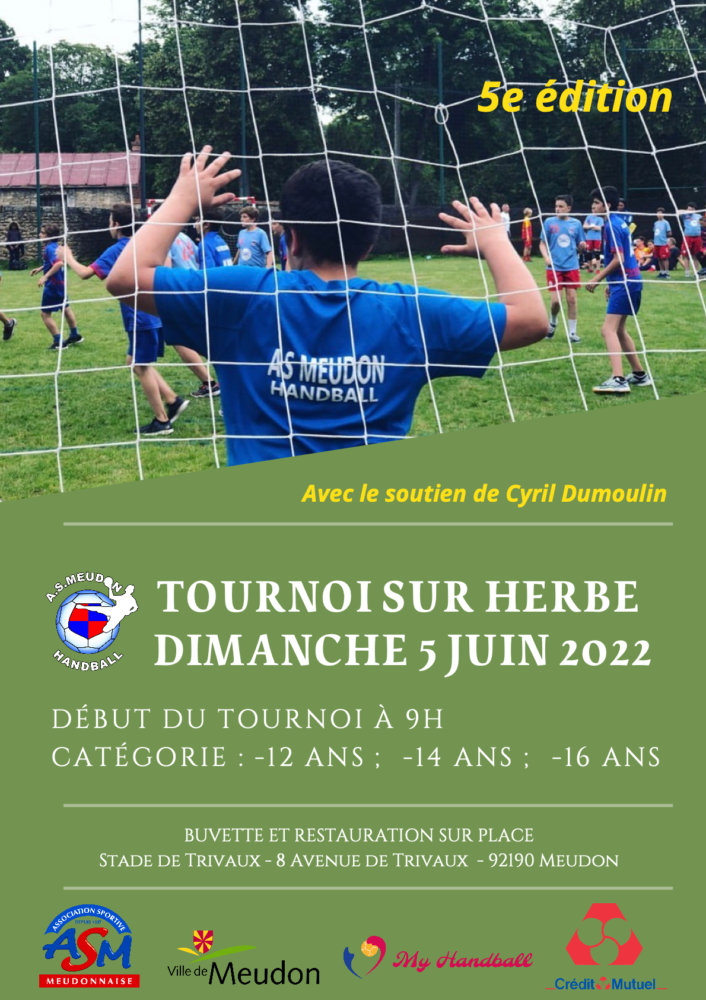 5e édition
AS MEUDON
HANDBALL
Avec le soutien de Cyril Dumoulin
A.S.MEUDON
HANDBALL
TOURNOI SUR HERBE
DIMANCHE 5 JUIN 2022
DÉBUT DU TOURNOI À 9H
CATÉGORIE : -12 ANS ; -14 ANS ; -16 ANS
BUVETTE ET RESTAURATION SUR PLACE
STADE DE TRIVAUX - 8 AVENUE DE TRIVAUX - 92190 MEUDON
ASSOCIATION SPORTIVE
DEPUIS 1937
ASM
MEUDONNAISE
Ville de Meudon
My Handball
Crédit Mutuel